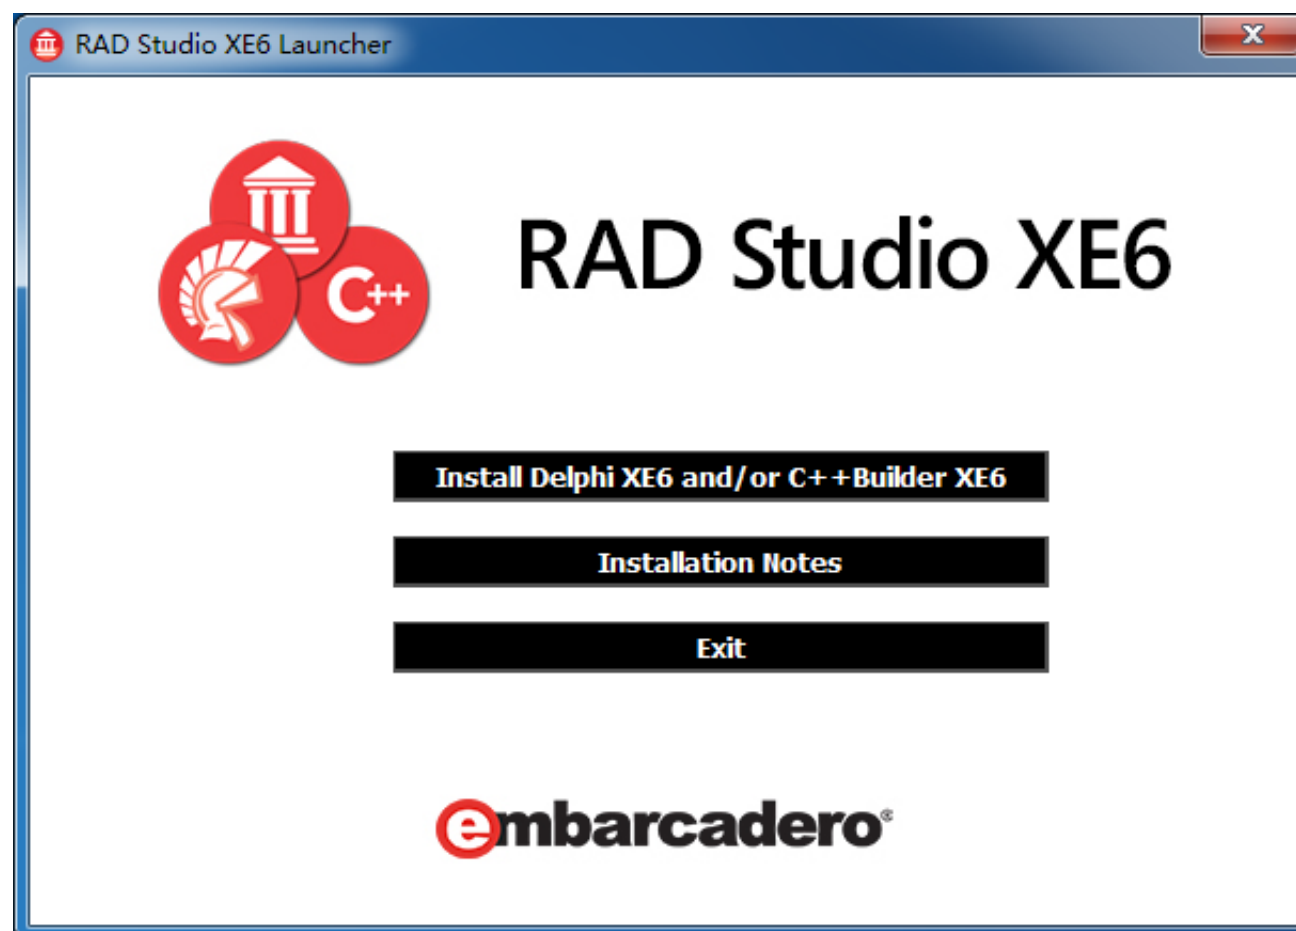 RAD Studio XE6 Launcher
C++
RAD Studio XE6
Install Delphi XE6 and/or C++Builder XE6
Installation Notes
Exit
embarcadero®